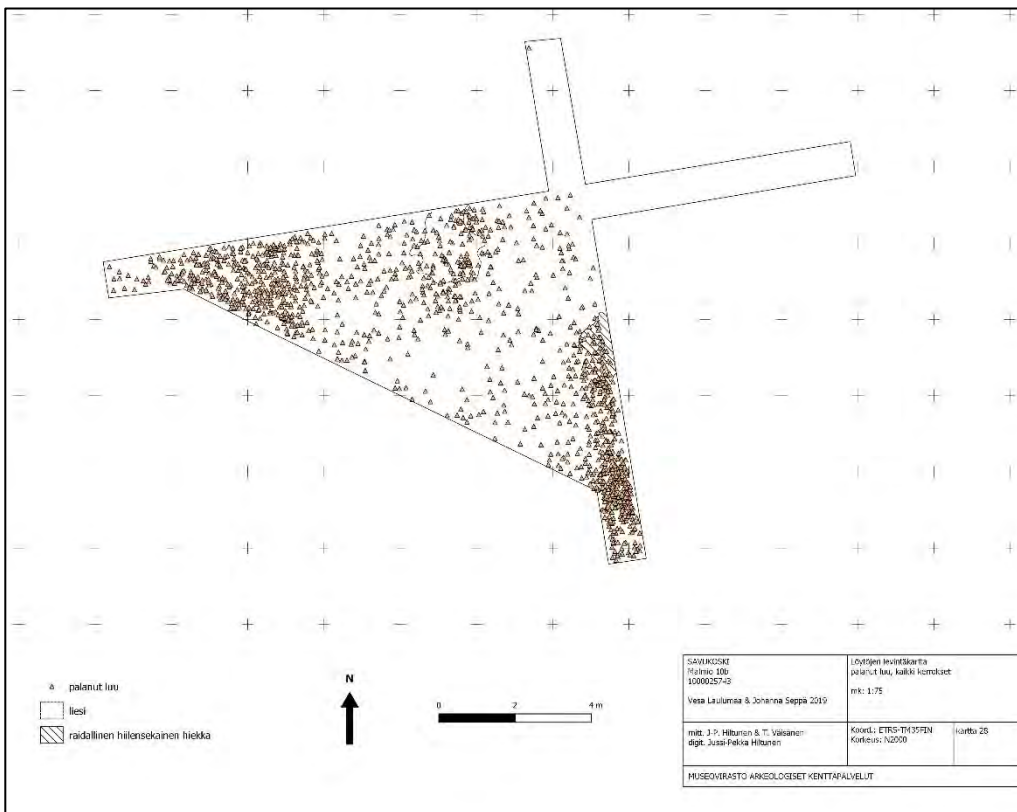 palanut luu
liesi
raidallinen hiilensekainen hiekka
N
0 2 4 m
SAVUKOSKI
Malmio 10b
1000025743
Vesa Laulumaa & Johanna Seppä 2019
Löytöjen levintäkartta
palanut luu, kaikki kerrokset
mk: 1:75
mitt. J-P. Hiltunen & T. Väisänen
digit. Jussi-Pekka Hiltunen
Koord.: ETRS-TM35FIN
Korkeus: N2000
kartta 28
MUSEOVIRASTO ARKEOLOGISET KENTTÄPALVELUT